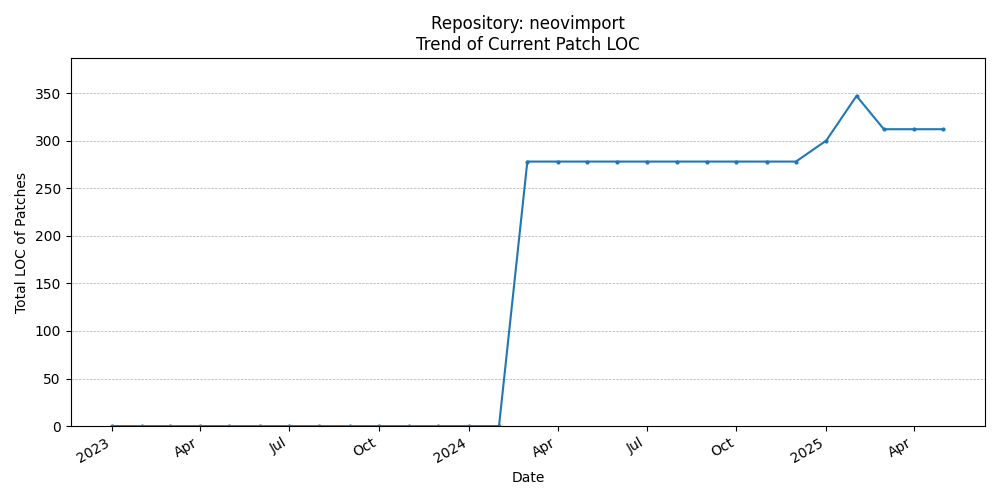 Repository: neovimport
Trend of Current Patch LOC
Total LOC of Patches
350
300
250
200
150
100
50
0
2023
Apr
Jul
Oct
2024
Apr
Jul
Oct
2025
Apr
Date